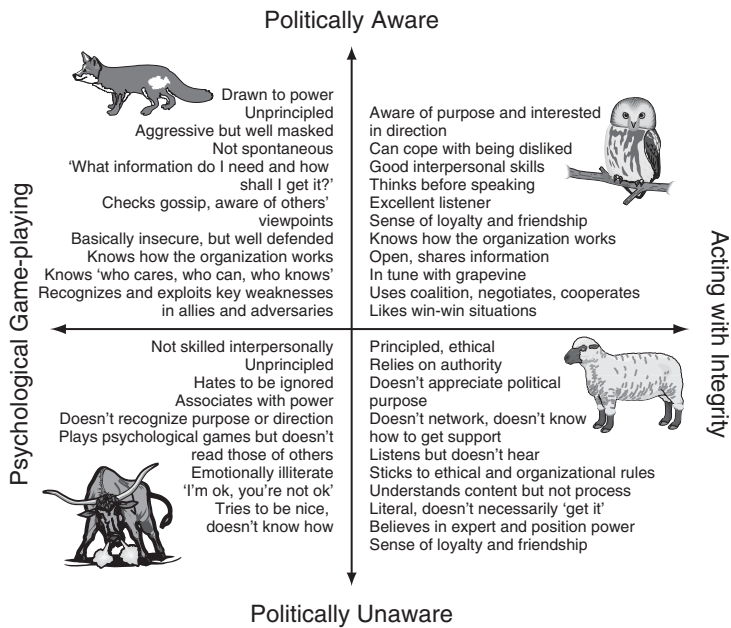 Politically Aware
Drawn to power
Unprincipled
Aggressive but well masked
Not spontaneous
‘What information do I need and how
shall I get it?’
Checks gossip, aware of others’
viewpoints
Basically insecure, but well defended
Knows how the organization works
Knows ‘who cares, who can, who knows’
Recognizes and exploits key weaknesses
in allies and adversaries
Aware of purpose and interested
in direction
Can cope with being disliked
Good interpersonal skills
Thinks before speaking
Excellent listener
Sense of loyalty and friendship
Knows how the organization works
Open, shares information
In tune with grapevine
Uses coalition, negotiates, cooperates
Likes win-win situations
Psychological Game-playing
Acting with Integrity
Not skilled interpersonally
Unprincipled
Hates to be ignored
Associates with power
Doesn’t recognize purpose or direction
Plays psychological games but doesn’t
read those of others
Emotionally illiterate
‘I’m ok, you’re not ok’
Tries to be nice,
doesn’t know how
Principled, ethical
Relies on authority
Doesn’t appreciate political
purpose
Doesn’t network, doesn’t know
how to get support
Listens but doesn’t hear
Sticks to ethical and organizational rules
Understands content but not process
Literal, doesn’t necessarily ‘get it’
Believes in expert and position power
Sense of loyalty and friendship
Politically Unaware